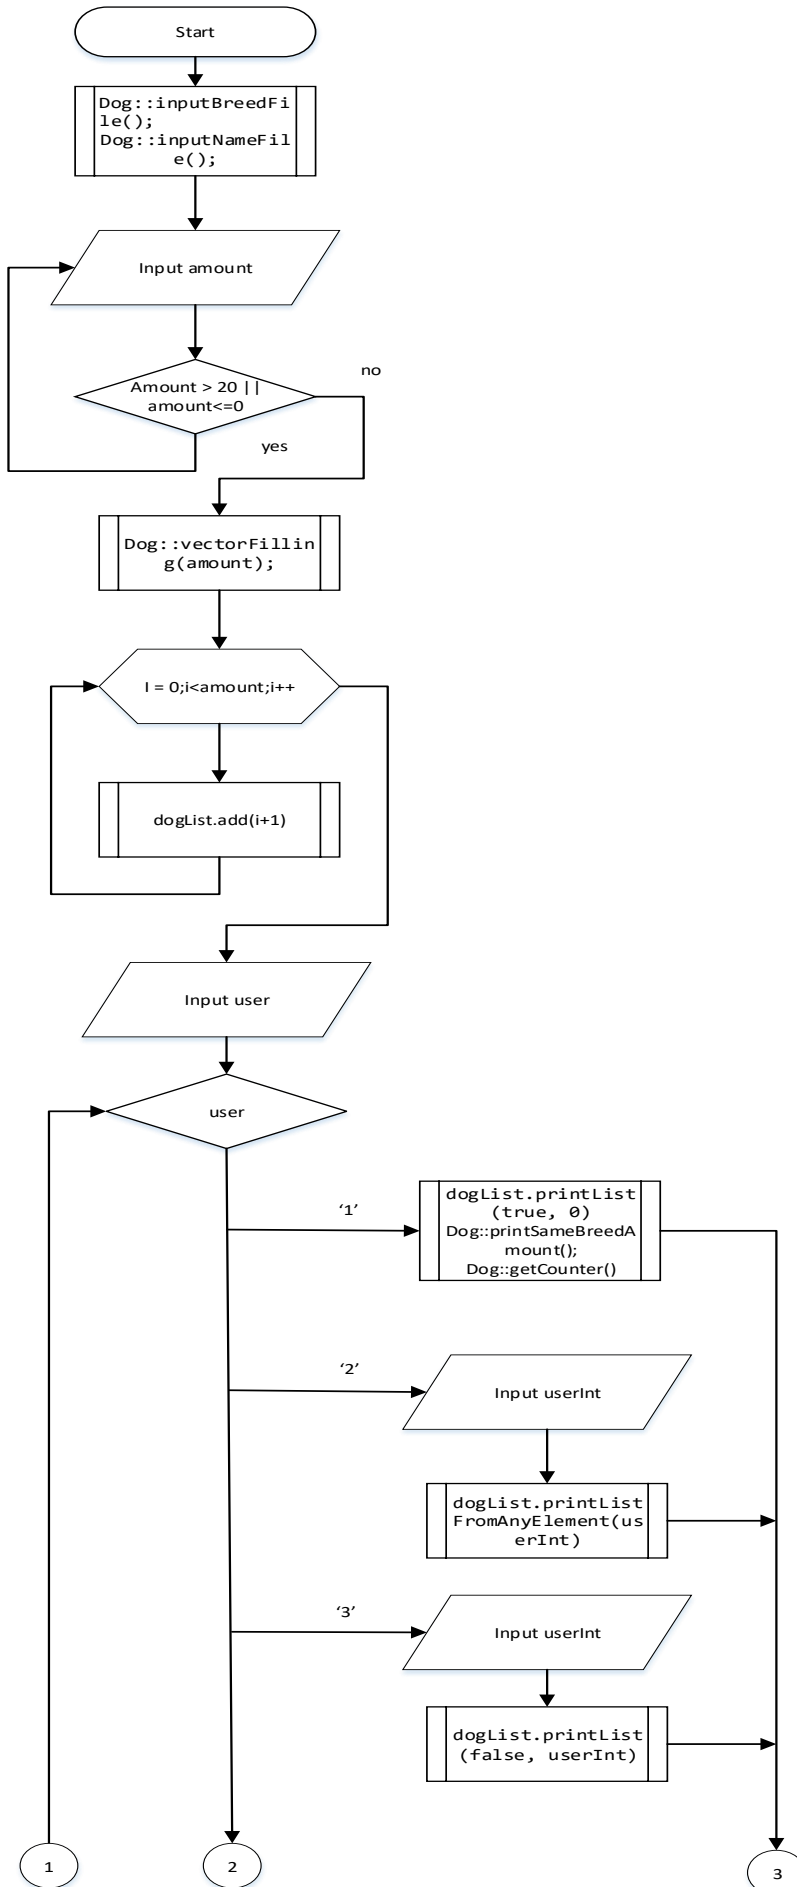 Start
Dog::inputBreedFi
le();
Dog::inputNameFil
e();
Input amount
no
Amount > 20 ||
amount<=0
yes
Dog::vectorFillin
g(amount);
I = 0;i<amount;i++
dogList.add(i+1)
Input user
user
‘1’
dogList.printList
(true, 0)
Dog::printSameBreedA
mount();
Dog::getCounter()
‘2’
Input userInt
dogList.printList
FromAnyElement(us
erInt)
‘3’
Input userInt
dogList.printList
(false, userInt)
1
2
3